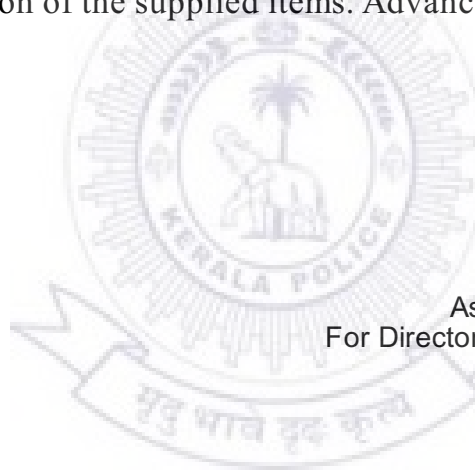 on of the supplied items. Advanc
KERALA POLICE
As
For Director
मृदु भावे दृढ कृत्ये